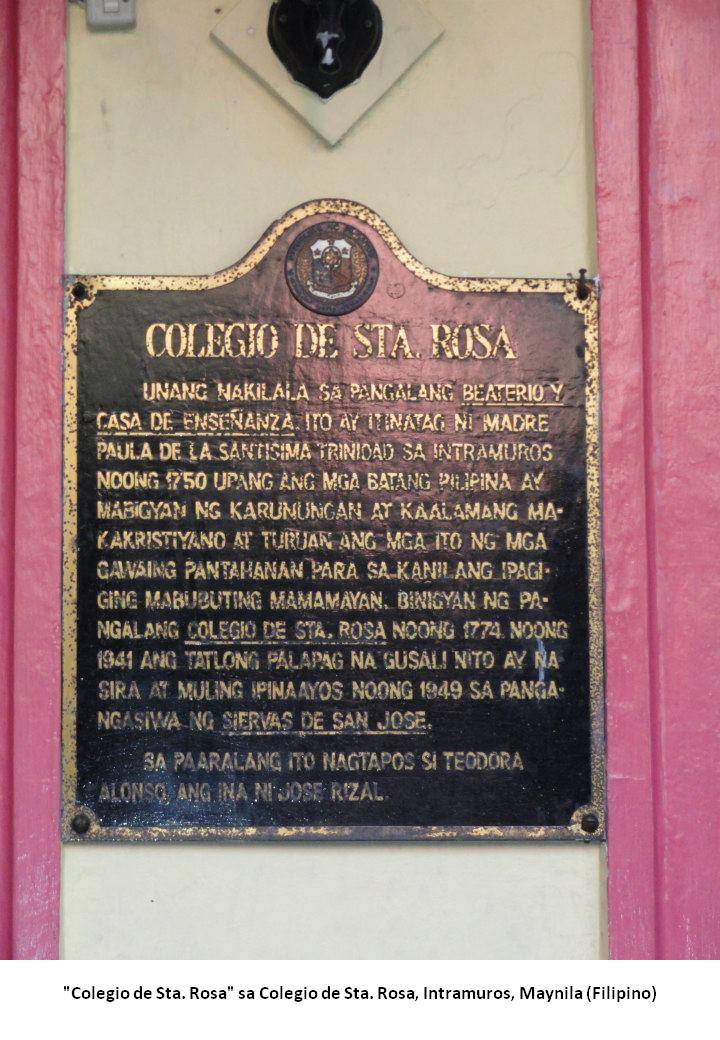 COLEGIO DE STA. ROSA
UNANG NAKILALA SA PANGALANG BEATERIO Y
CASA DE ENSEÑANZA. ITO AY ITINATAG NI MADRE
PAULA DE LA SANTISIMA TRINIDAD SA INTRAMUROS
NOONG 1750 UPANG ANG MGA BATANG PILIPINA AY
MABIGYAN NG KARUNUNGAN AT KAALAMANG MA-
KAKRISTIYANO AT TURUAN ANG MGA ITO NG MGA
GAWAING PANTAHANAN PARA SA KANILANG IPAGI-
GING MABUBUTING MAMAMAYAN. BINIGYAN NG PA-
NGALANG COLEGIO DE STA. ROSA NOONG 1774. NOONG
1941 ANG TATLONG PALAPAG NA GUSALI NITO AY NA
SIRA AT MULING IPINAAYOS NOONG 1949 SA PANGA-
NGASIWA NG SIERVAS DE SAN JOSE.
SA PAARALANG ITO NAGTAPOS SI TEODORA
ALONSO, ANG INA NI JOSE RIZAL.
"Colegio de Sta. Rosa" sa Colegio de Sta. Rosa, Intramuros, Maynila (Filipino)